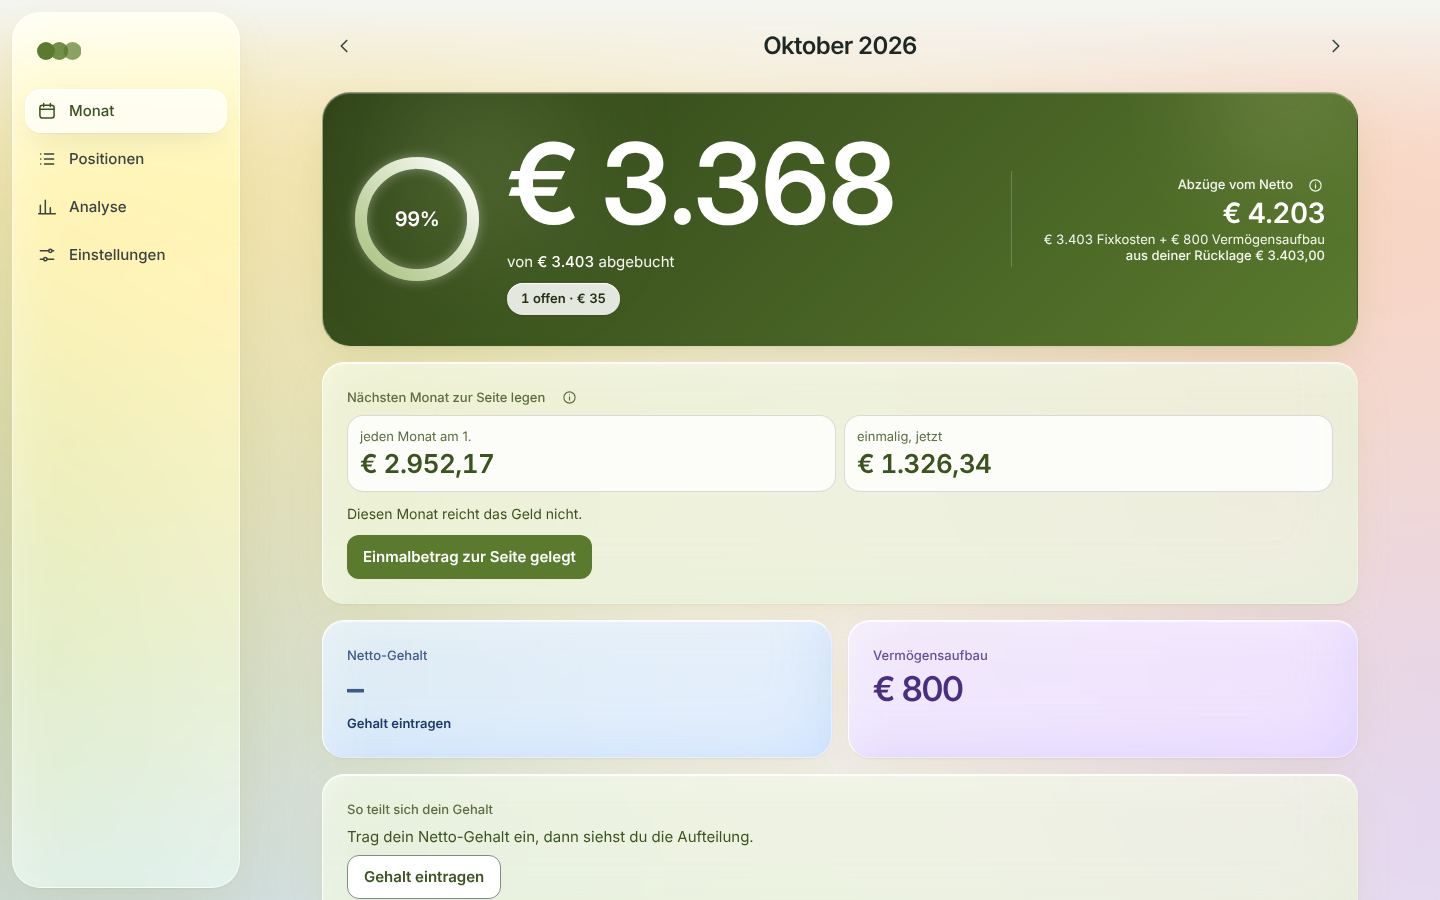 Oktober 2026
Monat
Positionen
Analyse
Einstellungen
99%
€ 3.368
von € 3.403 abgebucht
1 offen · € 35
Abzüge vom Netto
€ 4.203
€ 3.403 Fixkosten + € 800 Vermögensaufbau
aus deiner Rücklage € 3.403,00
Nächsten Monat zur Seite legen
jeden Monat am 1.
€ 2.952,17
einmalig, jetzt
€ 1.326,34
Diesen Monat reicht das Geld nicht.
Einmalbetrag zur Seite gelegt
Netto-Gehalt
–
Gehalt eintragen
Vermögensaufbau
€ 800
So teilt sich dein Gehalt
Trag dein Netto-Gehalt ein, dann siehst du die Aufteilung.
Gehalt eintragen